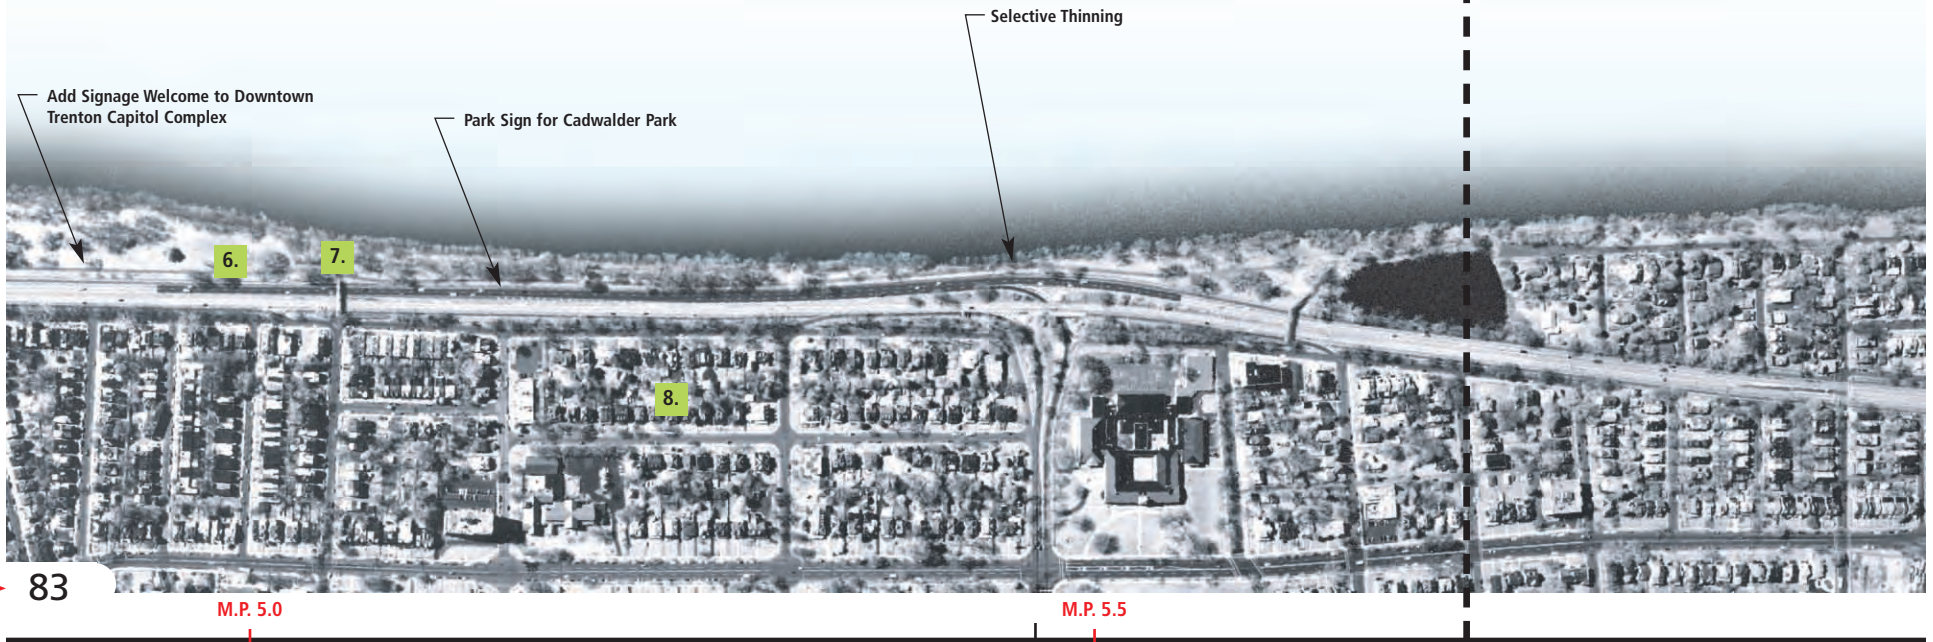 Selective Thinning
Add Signage Welcome to Downtown
Trenton Capitol Complex
Park Sign for Cadwalder Park
6.
7.
8.
83
M.P. 5.0
M.P. 5.5